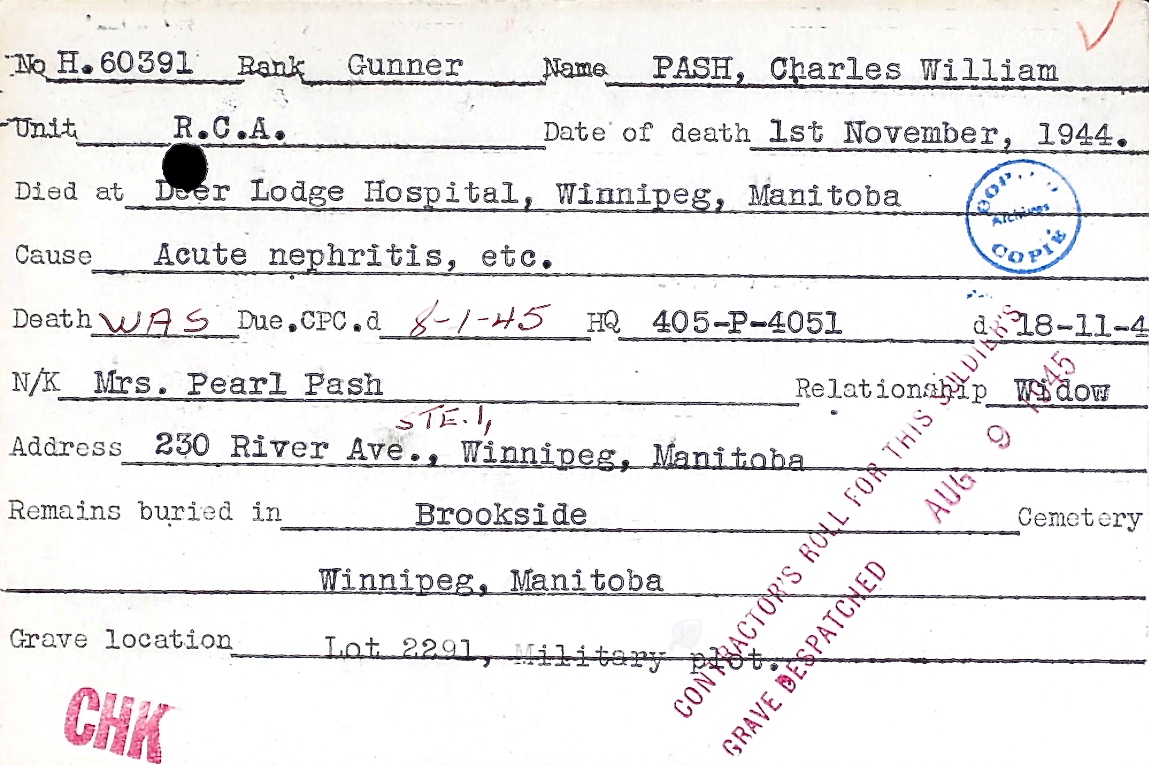 No H.60391 Rank Gunner Name PASH, Charles William
Unit R.C.A. Date of death 1st November, 1944.
Died at Deer Lodge Hospital, Winnipeg, Manitoba
COPY
Archives
COPIE
Cause Acute nephritis, etc.
Death WAS Due.CPC.d 8-1-45 HQ 405-P-4051 d 18-11-4
N/K Mrs. Pearl Pash Relationship Widow
STE. 1,
Address 230 River Ave., Winnipeg, Manitoba
Remains buried in Brookside Cemetery
Winnipeg, Manitoba
Grave location Lot 2291, Military plot.
CONTRACTOR'S ROLL FOR THIS SOLDIER'S
GRAVE DESPATCHED AUG 9 1945
CHK